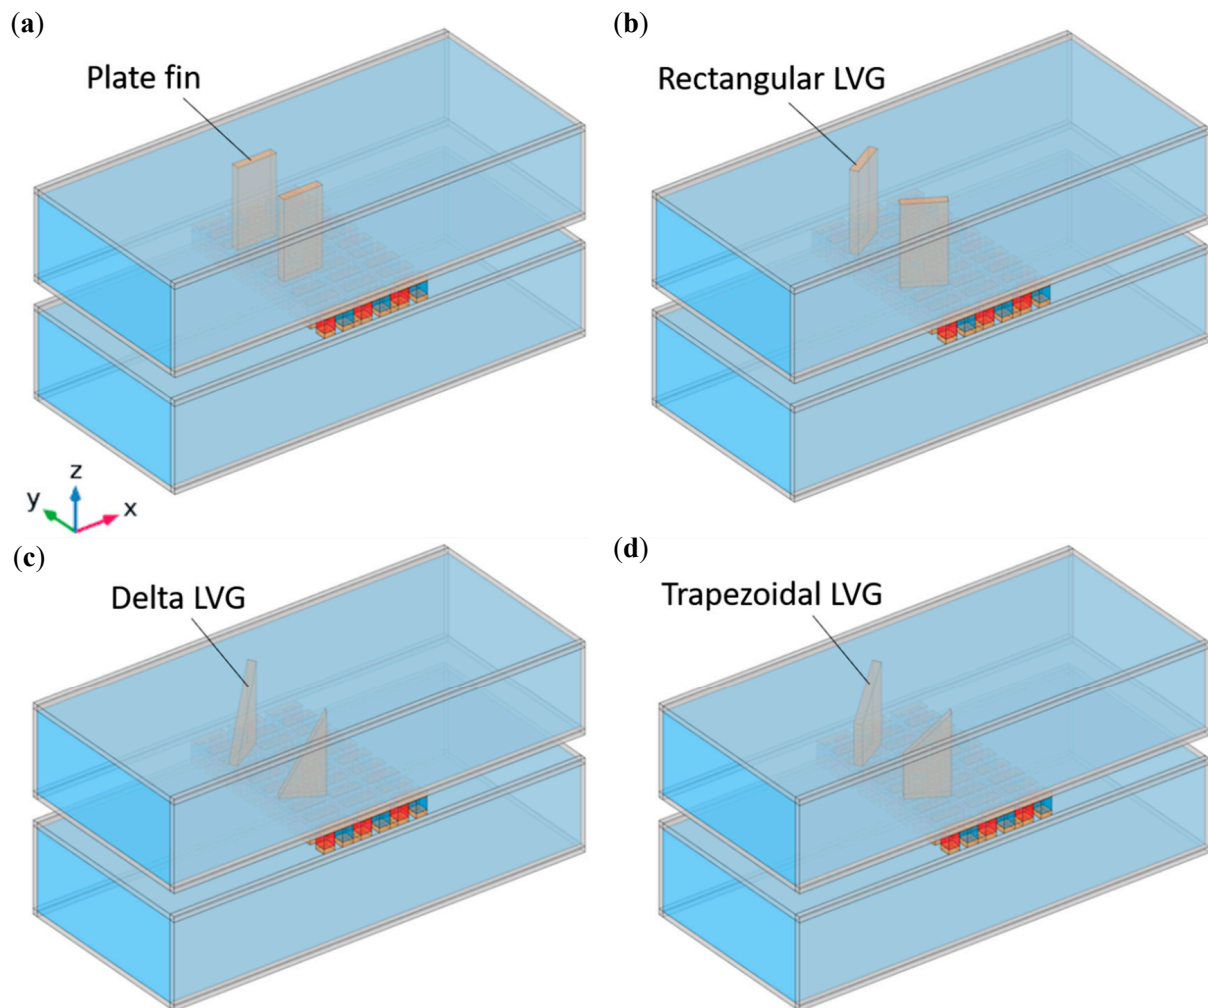 (a)
Plate fin
(b)
Rectangular LVG
z
y
x
(c)
Delta LVG
(d)
Trapezoidal LVG